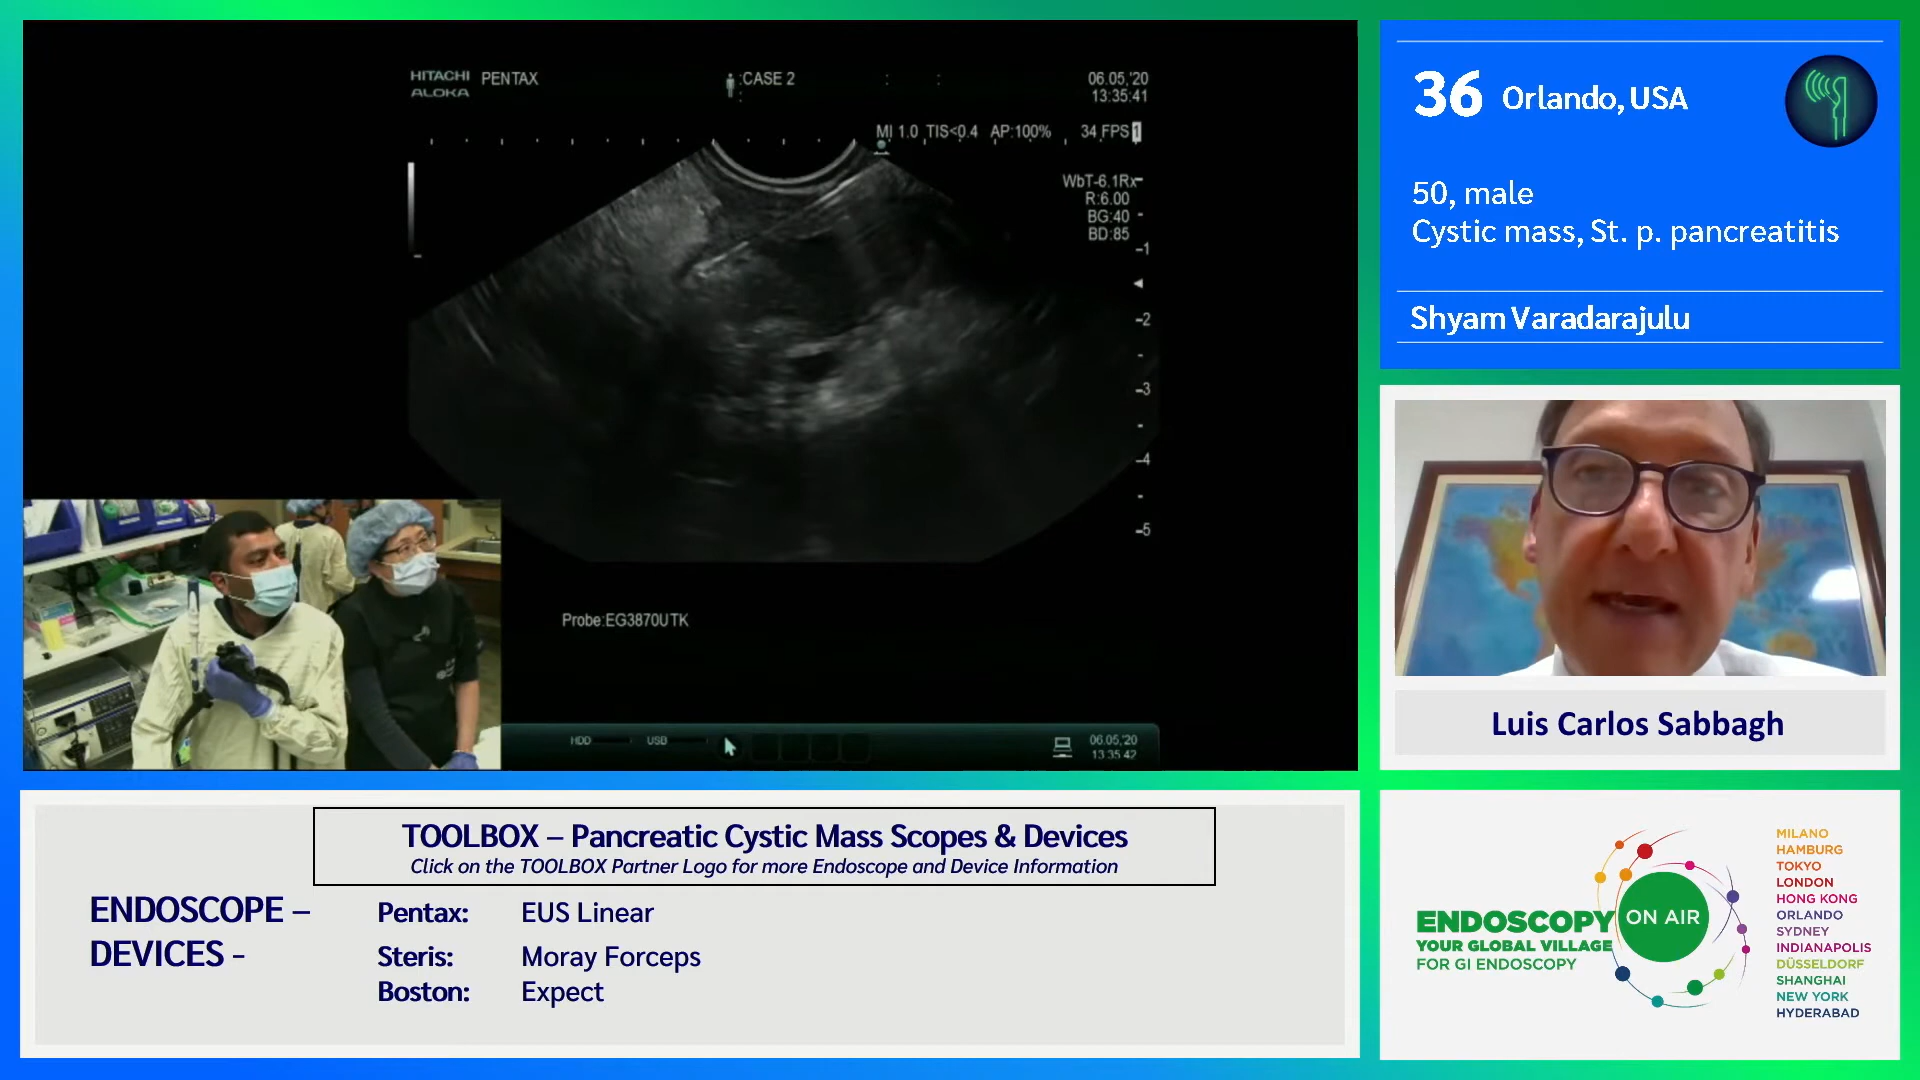 HITACHI PENTAX
ALOKA
:CASE 2 : :
:
06.05,'20
13:35:41
MI 1.0 TIS<0.4 AP:100% 34 FPS 1
WbT-6.1Rx
R:6.00
BG:40
BD:85
-1
-2
-3
-4
-5
Probe:EG3870UTK
HDD USB
06.05,'20
13:35:42
36 Orlando, USA
50, male
Cystic mass, St. p. pancreatitis
Shyam Varadarajulu
Luis Carlos Sabbagh
TOOLBOX – Pancreatic Cystic Mass Scopes & Devices
Click on the TOOLBOX Partner Logo for more Endoscope and Device Information
ENDOSCOPE – Pentax: EUS Linear
DEVICES - Steris: Moray Forceps
Boston: Expect
ENDOSCOPY ON AIR
YOUR GLOBAL VILLAGE
FOR GI ENDOSCOPY
MILANO
HAMBURG
TOKYO
LONDON
HONG KONG
ORLANDO
SYDNEY
INDIANAPOLIS
DÜSSELDORF
SHANGHAI
NEW YORK
HYDERABAD